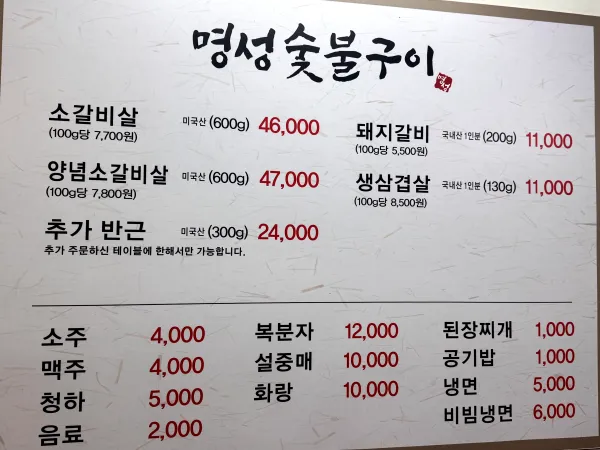 명성숯불구이
명성
소갈비살 미국산 (600g) 46,000
(100g당 7,700원)
양념소갈비살 미국산 (600g) 47,000
(100g당 7,800원)
추가 반근 미국산 (300g) 24,000
추가 주문하신 테이블에 한해서만 가능합니다.
돼지갈비 국내산 1인분 (200g) 11,000
(100g당 5,500원)
생삼겹살 국내산 1인분 (130g) 11,000
(100g당 8,500원)
소주 4,000
맥주 4,000
청하 5,000
음료 2,000
복분자 12,000
설중매 10,000
화랑 10,000
된장찌개 1,000
공기밥 1,000
냉면 5,000
비빔냉면 6,000